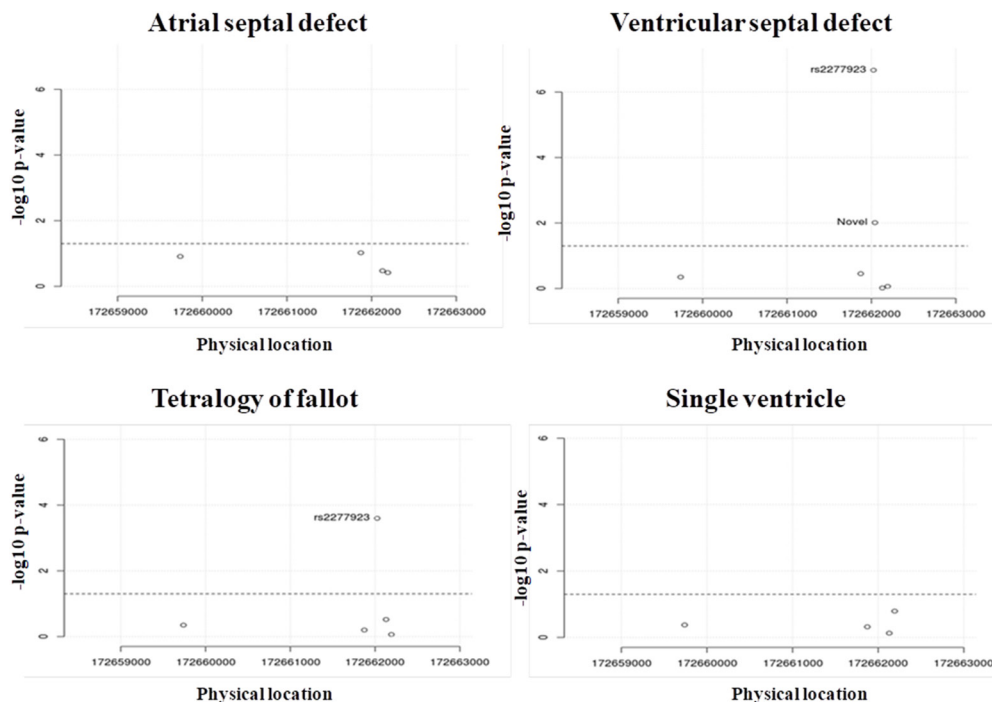 Atrial septal defect
-log10 p-value
6
4
2
0
172659000 172660000 172661000 172662000 172663000
Physical location
Ventricular septal defect
-log10 p-value
6
4
2
0
rs2277923
Novel
172659000 172660000 172661000 172662000 172663000
Physical location
Tetralogy of fallot
-log10 p-value
6
4
2
0
rs2277923
172659000 172660000 172661000 172662000 172663000
Physical location
Single ventricle
-log10 p-value
6
4
2
0
172659000 172660000 172661000 172662000 172663000
Physical location